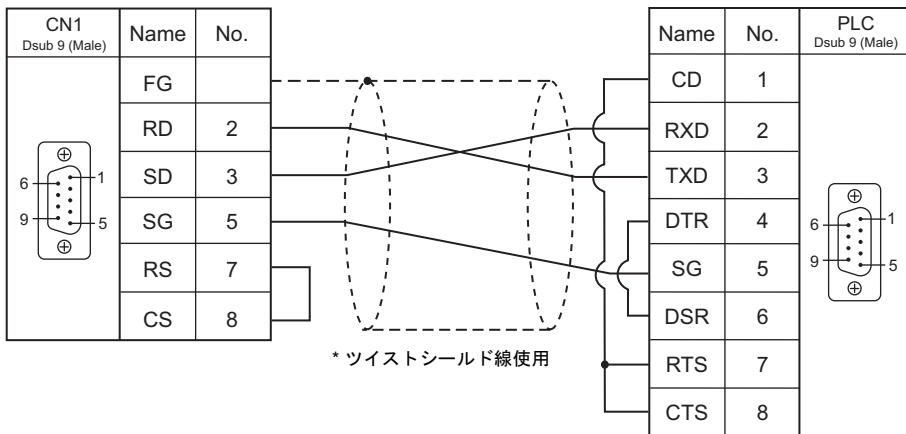 CN1
Dsub 9 (Male)
Name No.
FG
RD 2
SD 3
SG 5
RS 7
CS 8
6
1
9
5
* ツイストシールド線使用
Name No.
PLC
Dsub 9 (Male)
CD 1
RXD 2
TXD 3
DTR 4
SG 5
DSR 6
RTS 7
CTS 8
6
1
9
5